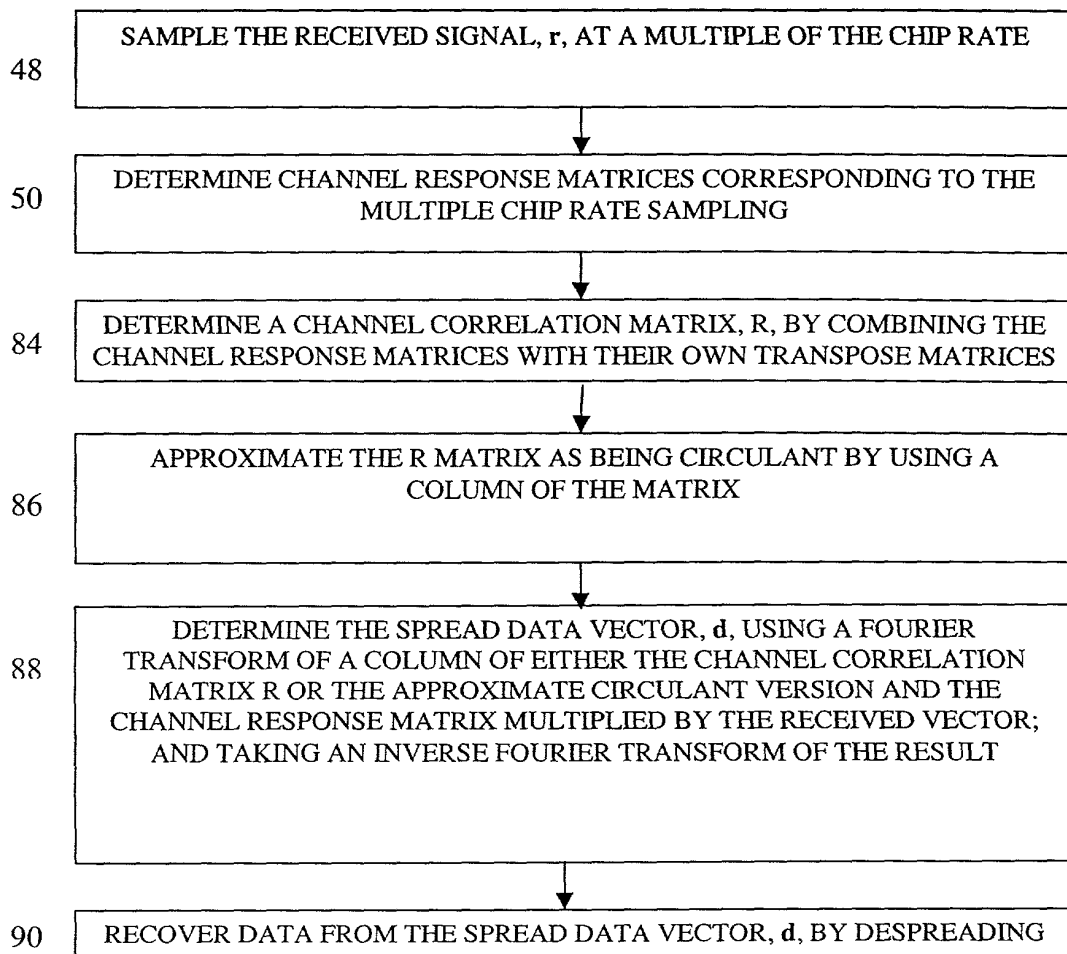 SAMPLE THE RECEIVED SIGNAL, r, AT A MULTIPLE OF THE CHIP RATE
48
DETERMINE CHANNEL RESPONSE MATRICES CORRESPONDING TO THE
MULTIPLE CHIP RATE SAMPLING
50
DETERMINE A CHANNEL CORRELATION MATRIX, R, BY COMBINING THE
CHANNEL RESPONSE MATRICES WITH THEIR OWN TRANSPOSE MATRICES
84
APPROXIMATE THE R MATRIX AS BEING CIRCULANT BY USING A
COLUMN OF THE MATRIX
86
DETERMINE THE SPREAD DATA VECTOR, d, USING A FOURIER
TRANSFORM OF A COLUMN OF EITHER THE CHANNEL CORRELATION
MATRIX R OR THE APPROXIMATE CIRCULANT VERSION AND THE
CHANNEL RESPONSE MATRIX MULTIPLIED BY THE RECEIVED VECTOR;
AND TAKING AN INVERSE FOURIER TRANSFORM OF THE RESULT
88
RECOVER DATA FROM THE SPREAD DATA VECTOR, d, BY DESPREADING
90